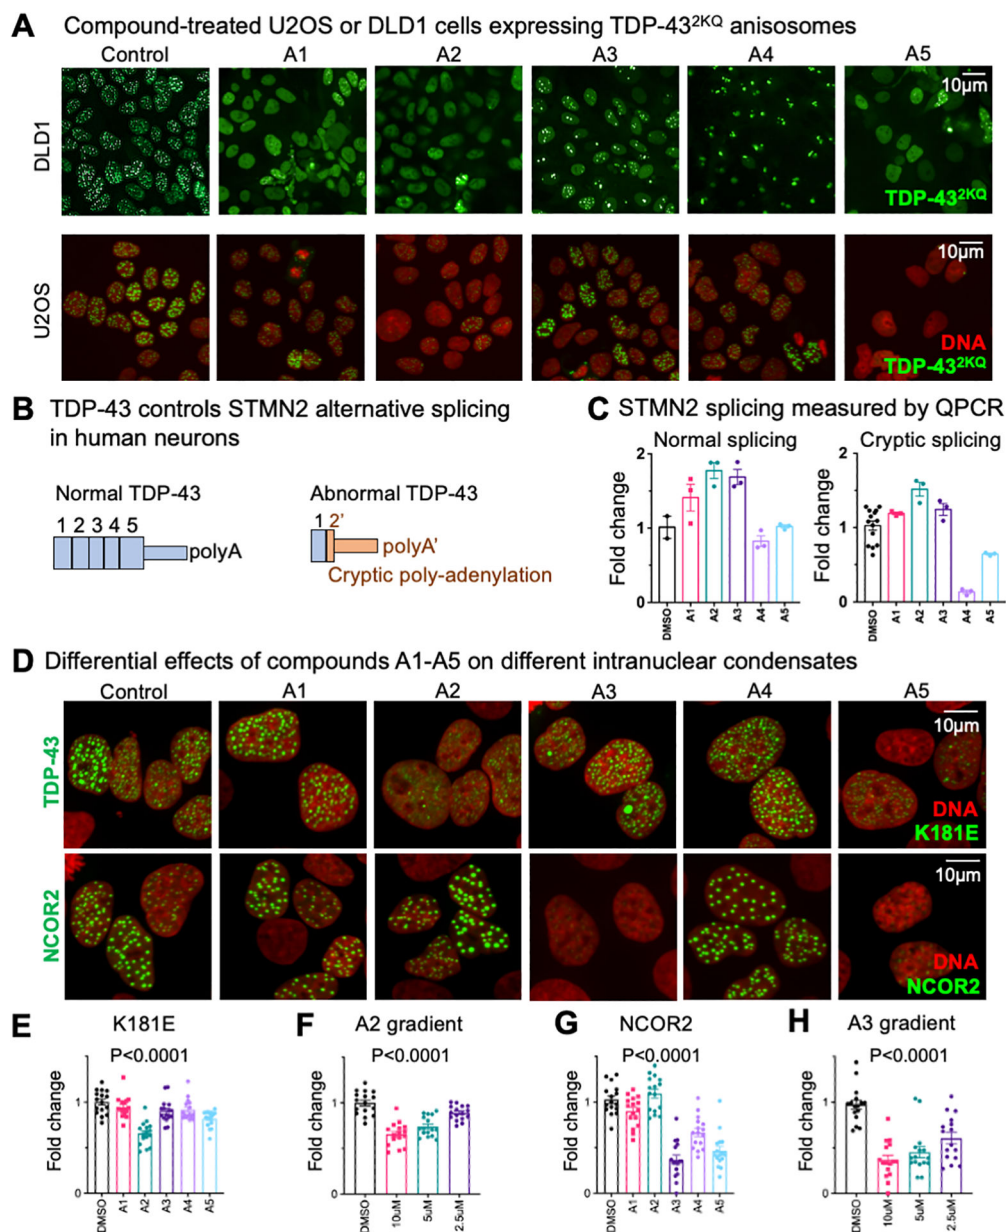 A Compound-treated U2OS or DLD1 cells expressing TDP-43²ᴷQ anisosomes
Control A1 A2 A3 A4 A5
10μm
DLD1
TDP-43²ᴷQ
10μm
U2OS
DNA
TDP-43²ᴷQ
B TDP-43 controls STMN2 alternative splicing
in human neurons
Normal TDP-43
1 2 3 4 5
polyA
Abnormal TDP-43
1 2'
polyA'
Cryptic poly-adenylation
C STMN2 splicing measured by QPCR
Normal splicing
Fold change
2
1
0
DMSO A1 A2 A3 A4 A5
Cryptic splicing
Fold change
2
1
0
DMSO A1 A2 A3 A4 A5
D Differential effects of compounds A1-A5 on different intranuclear condensates
Control A1 A2 A3 A4 A5
10μm
TDP-43
DNA
K181E
10μm
NCOR2
DNA
NCOR2
E K181E
P<0.0001
Fold change
1
0
DMSO A1 A2 A3 A4 A5
F A2 gradient
P<0.0001
Fold change
1
0
DMSO 10uM 5uM 2.5uM
G NCOR2
P<0.0001
Fold change
1
0
DMSO A1 A2 A3 A4 A5
H A3 gradient
P<0.0001
Fold change
1
0
DMSO 10uM 5uM 2.5uM